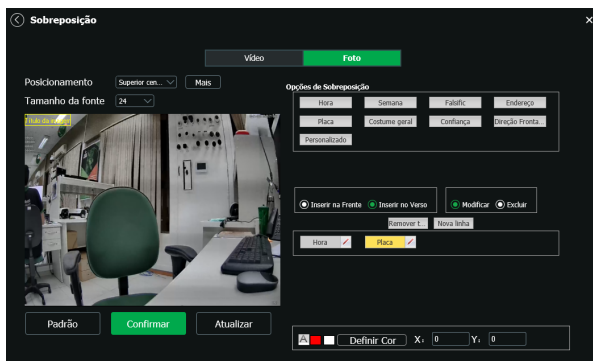 Sobreposição
Vídeo
Foto
Posicionamento
Superior cen...
Mais
Tamanho da fonte
24
Opções de Sobreposição
Hora
Semana
Falsific
Endereço
Placa
Costume geral
Confiança
Direção Fronta...
Personalizado
Inserir na Frente
Inserir no Verso
Modificar
Excluir
Remover t...
Nova linha
Hora
Placa
Padrão
Confirmar
Atualizar
A
Definir Cor
X: 0
Y: 0